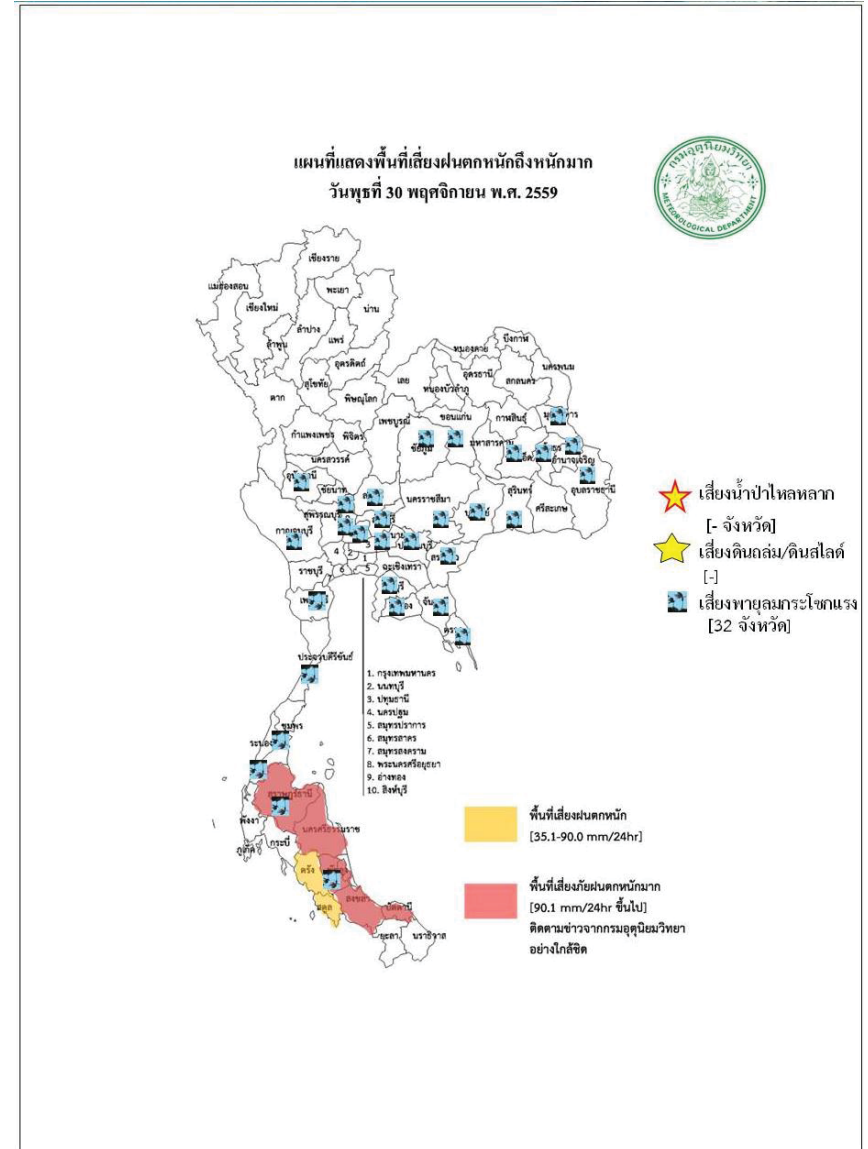 แผนที่แสดงพื้นที่เสี่ยงฝนตกหนักถึงหนักมาก
วันพุธที่ 30 พฤศจิกายน พ.ศ. 2559
กรมอุตุนิยมวิทยา
METEOROLOGICAL DEPARTMENT
เชียงราย
แม่ฮ่องสอน
พะเยา
เชียงใหม่
น่าน
ลำปาง
แพร่
ลำพูน
อุตรดิตถ์
สุโขทัย
ตาก
พิษณุโลก
เลย
หนองคาย
บึงกาฬ
อุดรธานี
นครพนม
หนองบัวลำภู
สกลนคร
เพชรบูรณ์
ขอนแก่น
กาฬสินธุ์
กำแพงเพชร
พิจิตร
มหาสารคาม
อำนาจเจริญ
นครสวรรค์
ชัยนาท
นครราชสีมา
สุรินทร์
ศรีสะเกษ
อุบลราชธานี
สุพรรณบุรี
กาญจนบุรี
ราชบุรี
ฉะเชิงเทรา
4
3
2
1
6
5
ประจวบคีรีขันธ์
ชุมพร
ระนอง
สุราษฎร์ธานี
พังงา
นครศรีธรรมราช
ภูเก็ต
กระบี่
ตรัง
สตูล
สงขลา
ปัตตานี
ยะลา
นราธิวาส
1. กรุงเทพมหานคร
2. นนทบุรี
3. ปทุมธานี
4. นครปฐม
5. สมุทรปราการ
6. สมุทรสาคร
7. สมุทรสงคราม
8. พระนครศรีอยุธยา
9. อ่างทอง
10. สิงห์บุรี
เสี่ยงน้ำป่าไหลหลาก
[- จังหวัด]
เสี่ยงดินถล่ม/ดินสไลด์
[-]
เสี่ยงพายุลมกระโชกแรง
[32 จังหวัด]
พื้นที่เสี่ยงฝนตกหนัก
[35.1-90.0 mm/24hr]
พื้นที่เสี่ยงภัยฝนตกหนักมาก
[90.1 mm/24hr ขึ้นไป]
ติดตามข่าวจากกรมอุตุนิยมวิทยา
อย่างใกล้ชิด